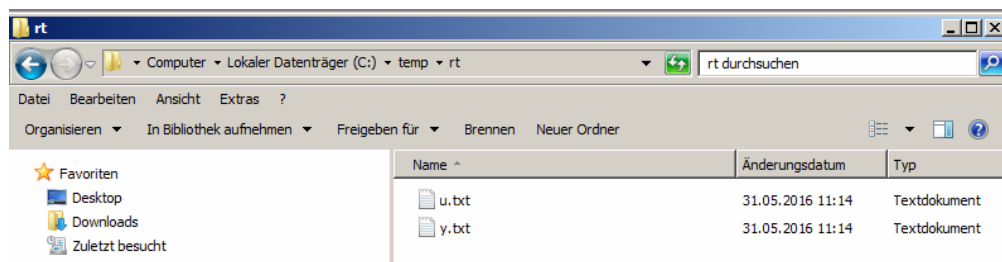 rt
Computer Lokaler Datenträger (C:) temp rt rt durchsuchen
Datei Bearbeiten Ansicht Extras ?
Organisieren In Bibliothek aufnehmen Freigeben für Brennen Neuer Ordner
Favoriten
Desktop
Downloads
Zuletzt besucht
Name Änderungsdatum Typ
u.txt 31.05.2016 11:14 Textdokument
y.txt 31.05.2016 11:14 Textdokument